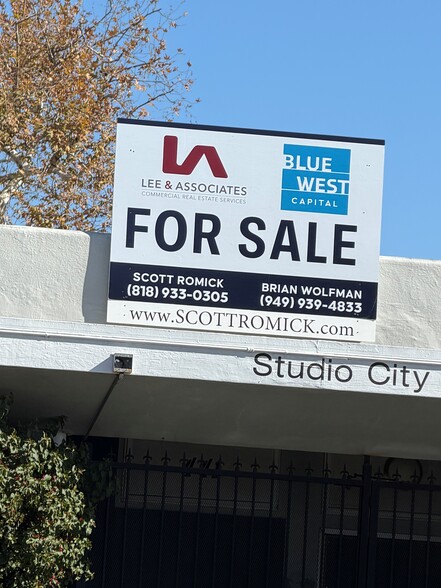 LEE & ASSOCIATES
COMMERCIAL REAL ESTATE SERVICES
BLUE
WEST
CAPITAL
FOR SALE
SCOTT ROMICK
(818) 933-0305
BRIAN WOLFMAN
(949) 939-4833
www.SCOTTROMICK.com
Studio City